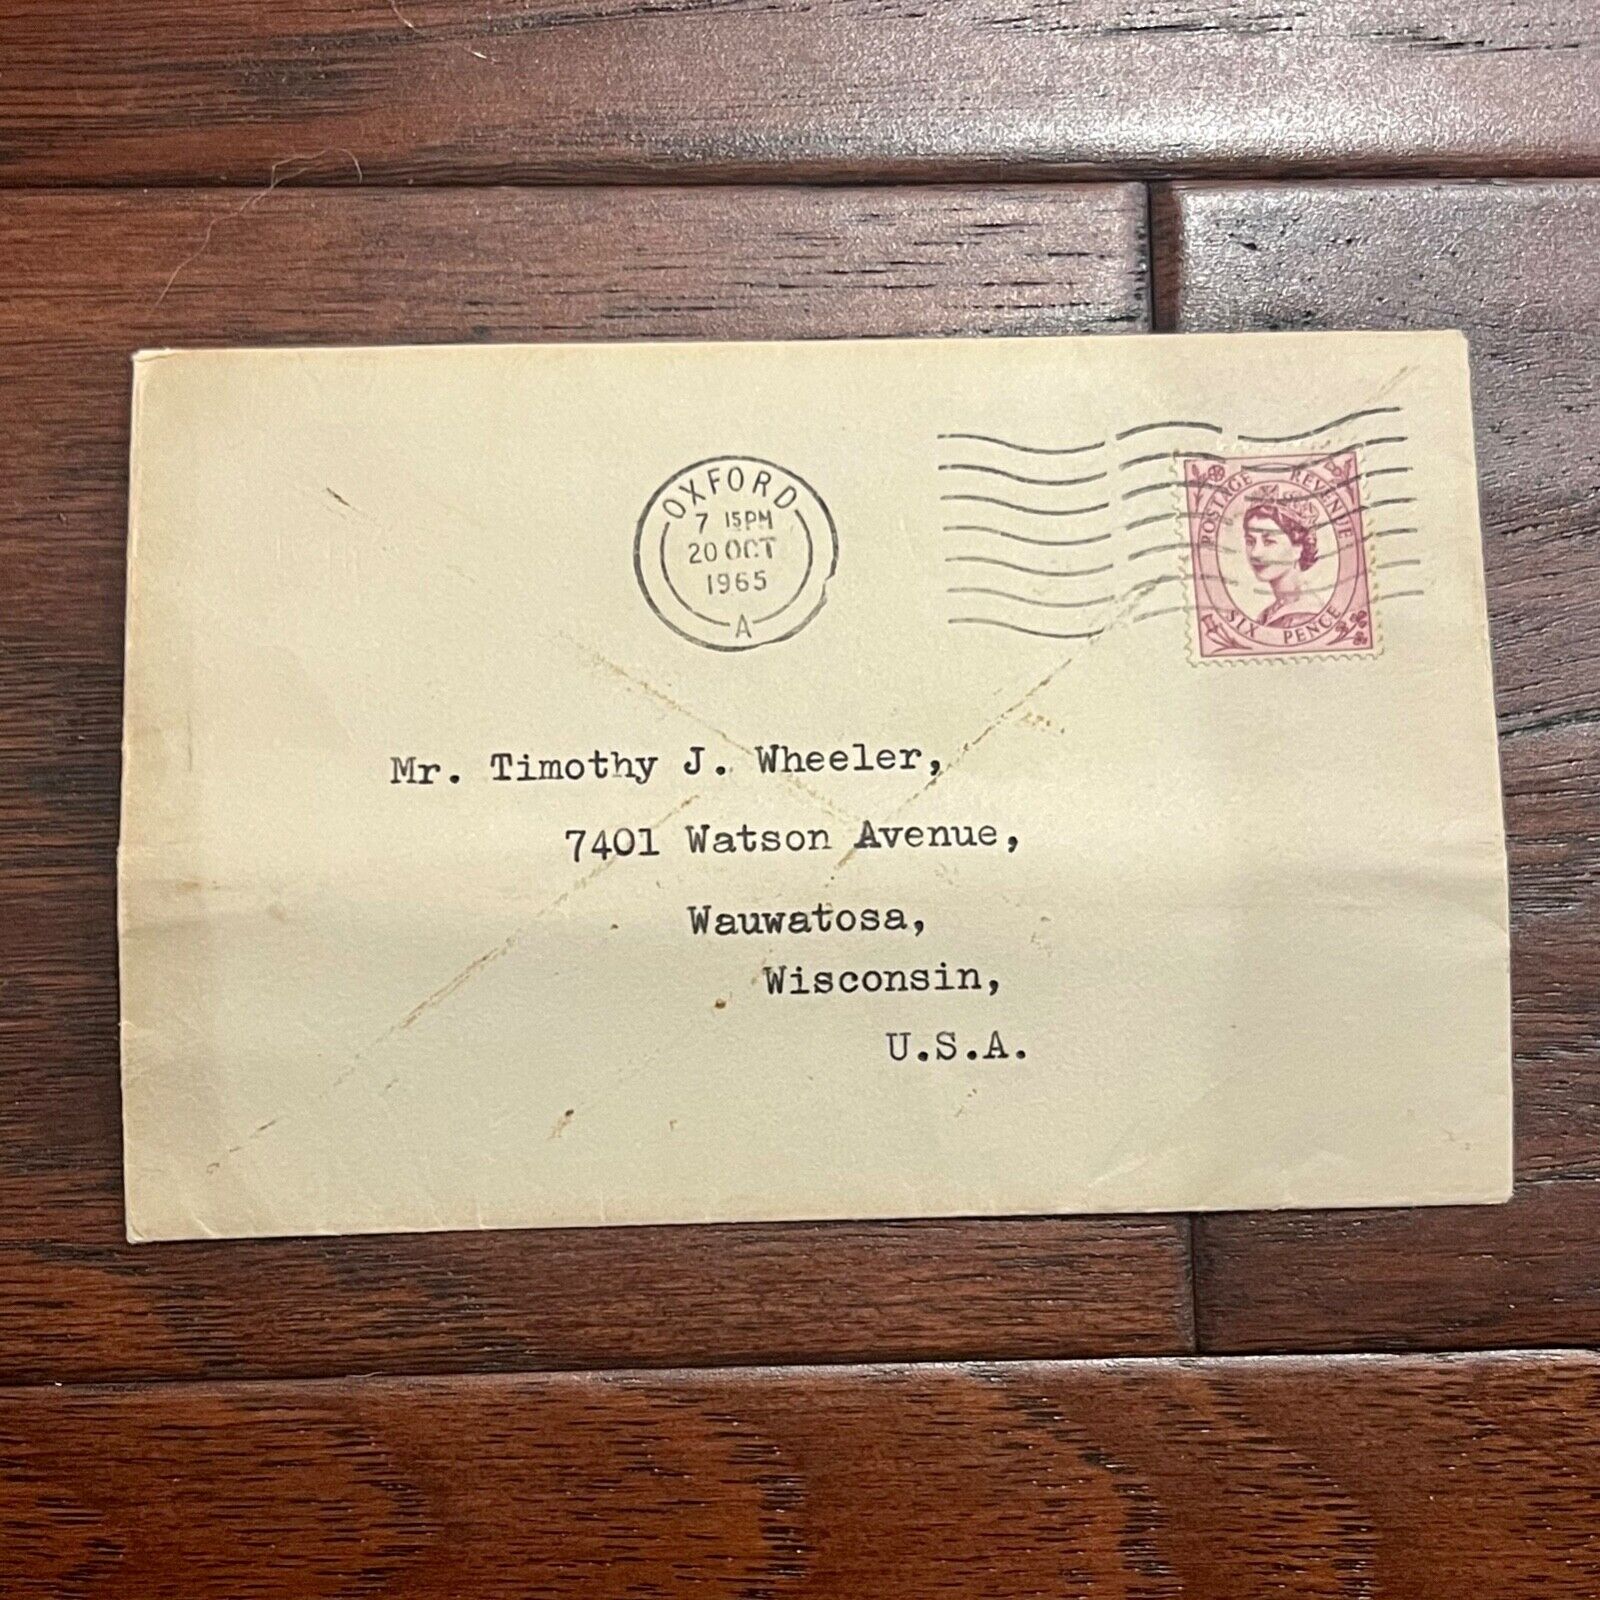 OXFORD
7 15PM
20 OCT
1965
A
POSTAGE REVENUE
SIX PENCE
Mr. Timothy J. Wheeler,
7401 Watson Avenue,
Wauwatosa,
Wisconsin,
U.S.A.